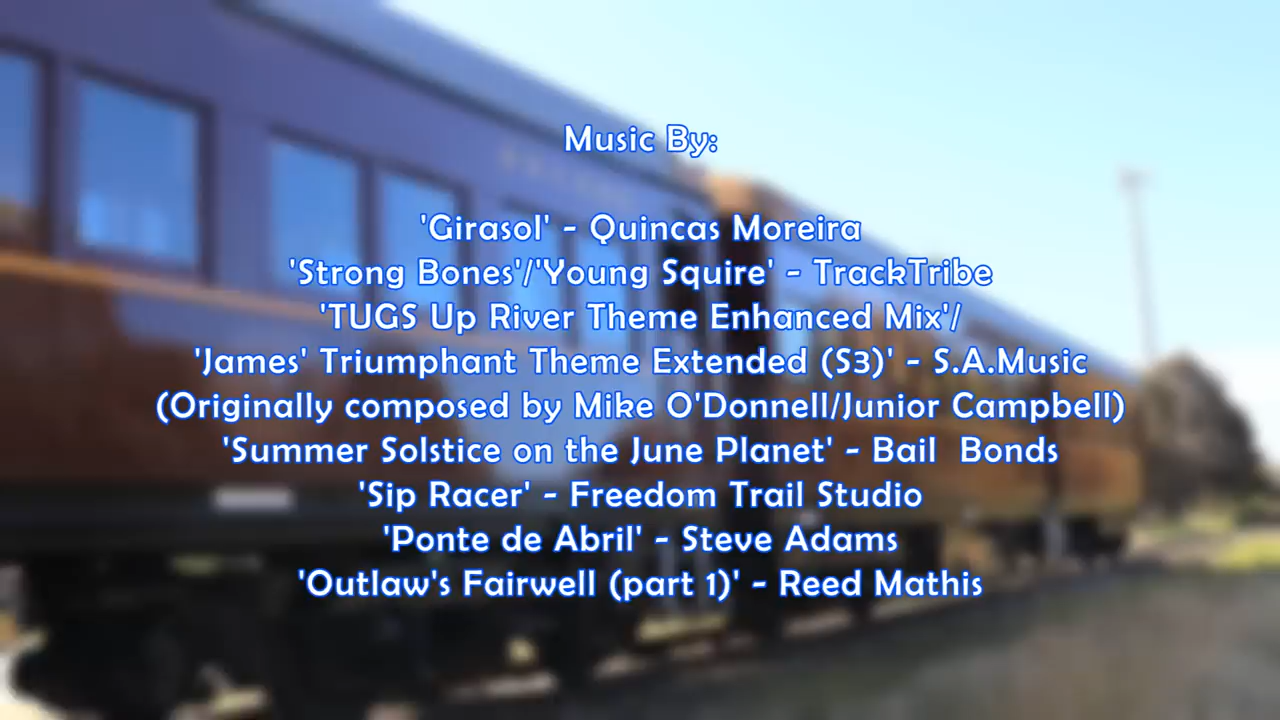 Music By:
'Girasol' - Quincas Moreira
'Strong Bones'/'Young Squire' - TrackTribe
'TUGS Up River Theme Enhanced Mix'/
'James' Triumphant Theme Extended (S3)' - S.A.Music
(Originally composed by Mike O'Donnell/Junior Campbell)
'Summer Solstice on the June Planet' - Bail  Bonds
'Sip Racer' - Freedom Trail Studio
'Ponte de Abril' - Steve Adams
'Outlaw's Fairwell (part 1)' - Reed Mathis